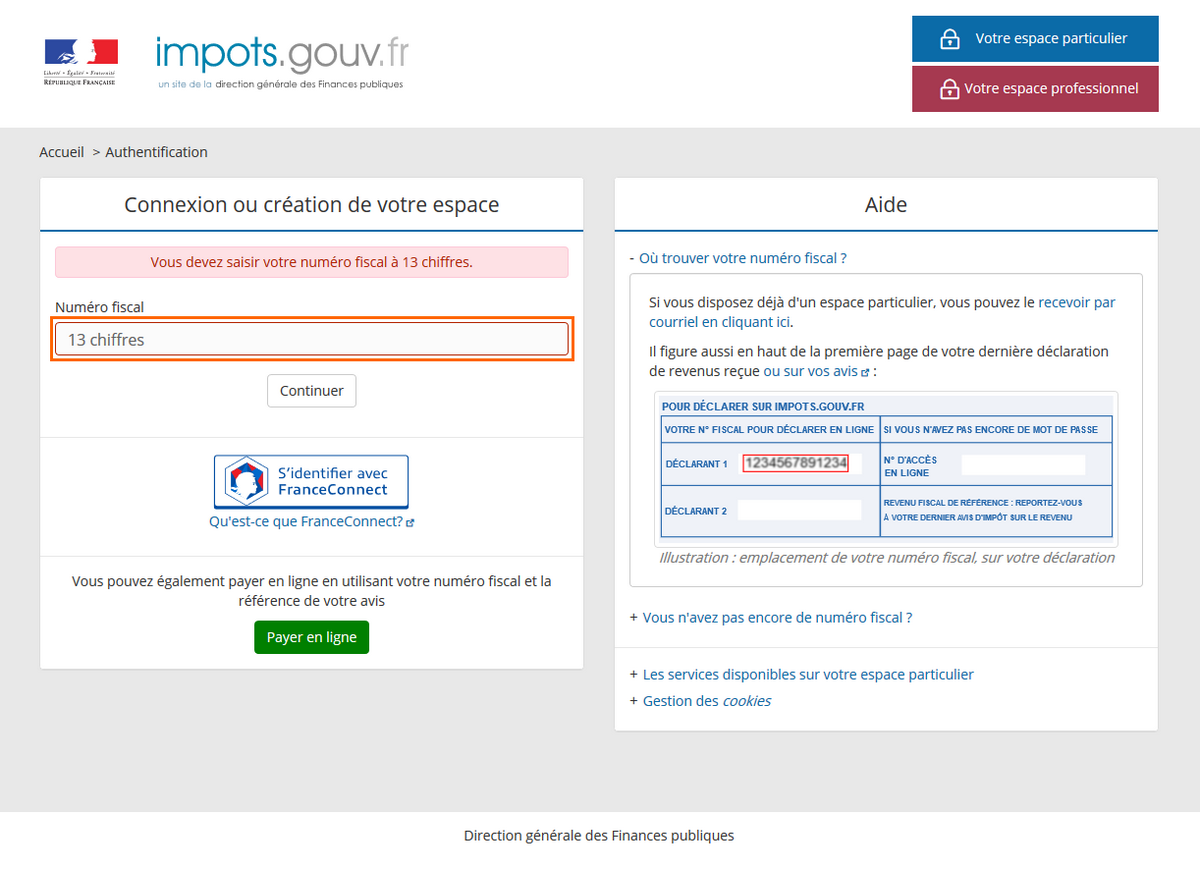 Liberté • Égalité • Fraternité
RÉPUBLIQUE FRANÇAISE
impots.gouv.fr
un site de la direction générale des Finances publiques
Votre espace particulier
Votre espace professionnel
Accueil > Authentification
Connexion ou création de votre espace
Vous devez saisir votre numéro fiscal à 13 chiffres.
Numéro fiscal
13 chiffres
Continuer
S'identifier avec
FranceConnect
Qu'est-ce que FranceConnect?
Vous pouvez également payer en ligne en utilisant votre numéro fiscal et la
référence de votre avis
Payer en ligne
Aide
- Où trouver votre numéro fiscal ?
Si vous disposez déjà d'un espace particulier, vous pouvez le recevoir par
courriel en cliquant ici.
Il figure aussi en haut de la première page de votre dernière déclaration
de revenus reçue ou sur vos avis :
POUR DÉCLARER SUR IMPOTS.GOUV.FR
VOTRE N° FISCAL POUR DÉCLARER EN LIGNE
SI VOUS N'AVEZ PAS ENCORE DE MOT DE PASSE
DÉCLARANT 1
1234567891234
N° D'ACCÈS
EN LIGNE
DÉCLARANT 2
REVENU FISCAL DE RÉFÉRENCE : REPORTEZ-VOUS
À VOTRE DERNIER AVIS D'IMPÔT SUR LE REVENU
Illustration : emplacement de votre numéro fiscal, sur votre déclaration
+ Vous n'avez pas encore de numéro fiscal ?
+ Les services disponibles sur votre espace particulier
+ Gestion des cookies
Direction générale des Finances publiques